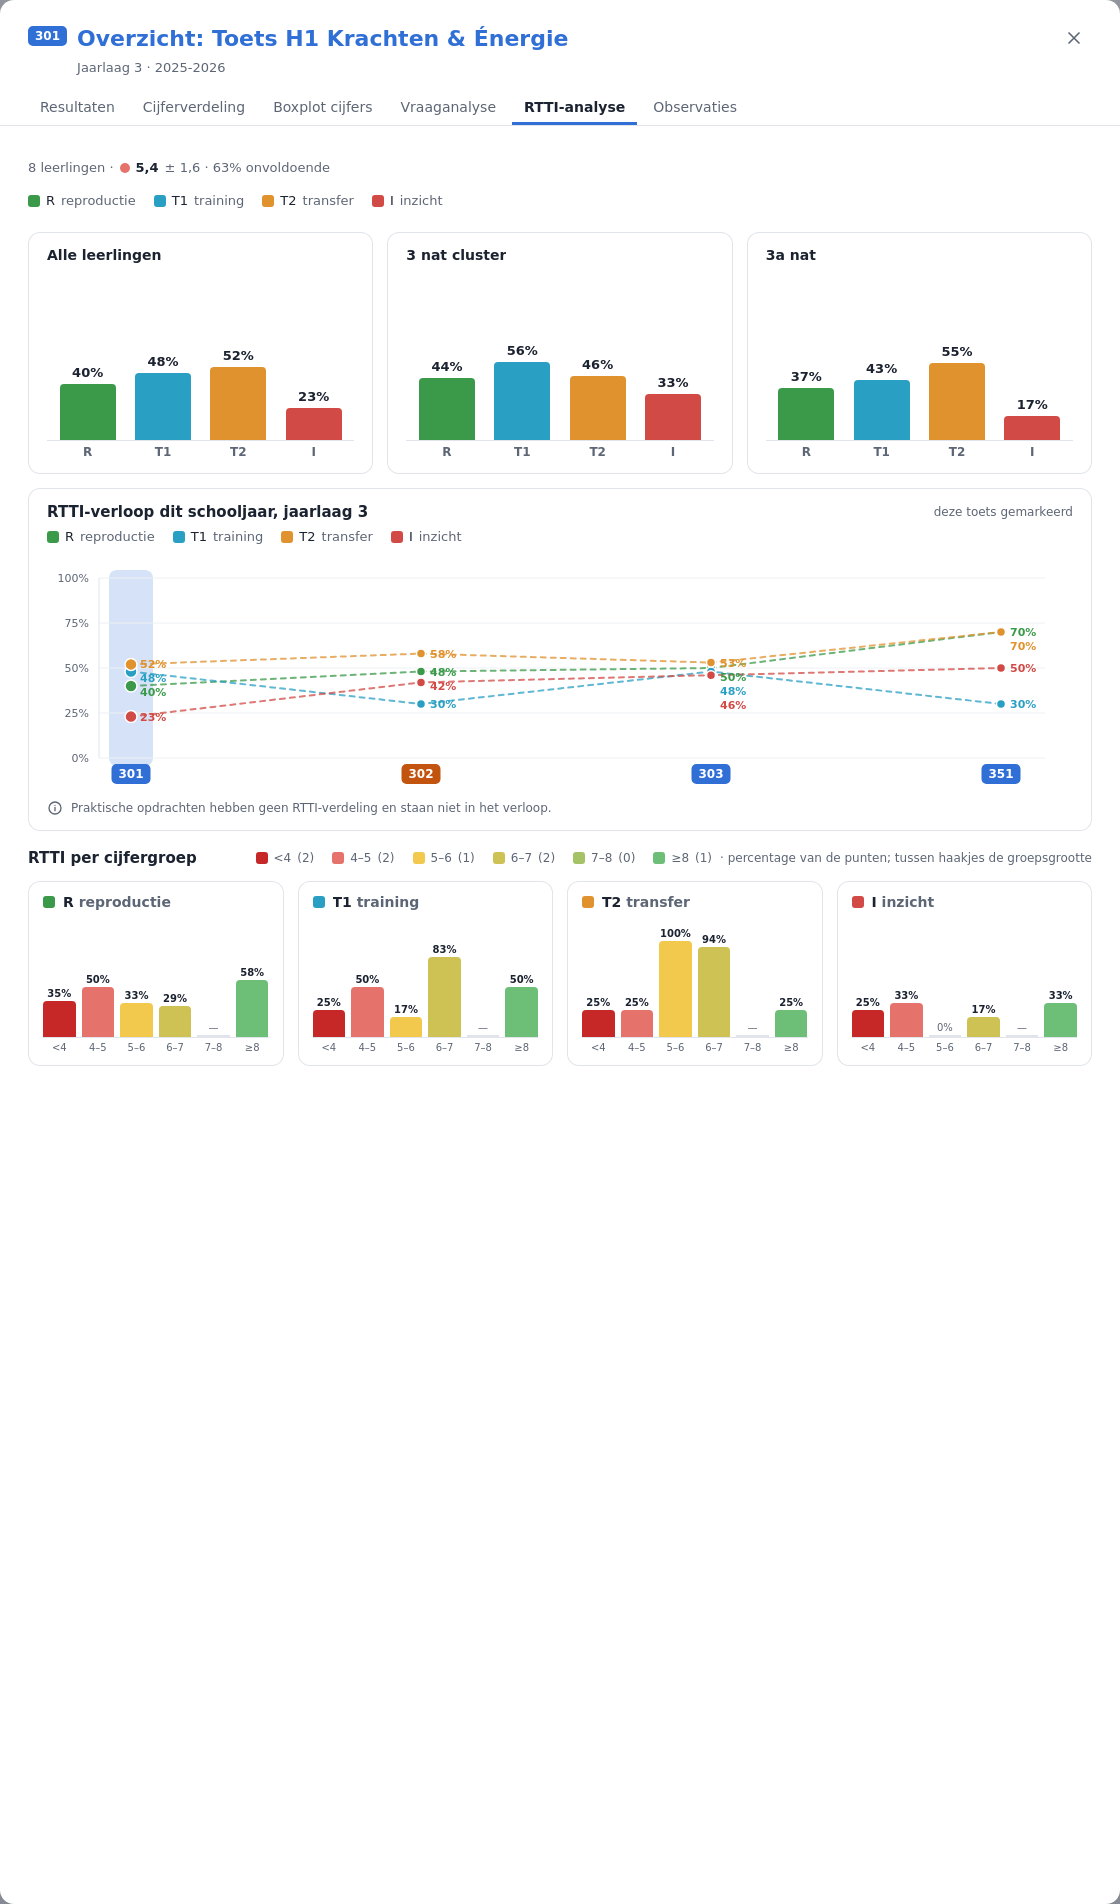 301 Overzicht: Toets H1 Krachten & Énergie
Jaarlaag 3 · 2025-2026
Resultaten Cijferverdeling Boxplot cijfers Vraaganalyse RTTI-analyse Observaties
8 leerlingen · 5,4 ± 1,6 · 63% onvoldoende
R reproductie T1 training T2 transfer I inzicht
Alle leerlingen
40% 48% 52% 23%
R T1 T2 I
3 nat cluster
44% 56% 46% 33%
R T1 T2 I
3a nat
37% 43% 55% 17%
R T1 T2 I
RTTI-verloop dit schooljaar, jaarlaag 3 deze toets gemarkeerd
R reproductie T1 training T2 transfer I inzicht
100%
75%
50%
25%
0%
52%
48%
40%
23%
58%
48%
42%
30%
53%
50%
48%
46%
70%
70%
50%
30%
301 302 303 351
Praktische opdrachten hebben geen RTTI-verdeling en staan niet in het verloop.
RTTI per cijfergroep <4 (2) 4–5 (2) 5–6 (1) 6–7 (2) 7–8 (0) ≥8 (1) · percentage van de punten; tussen haakjes de groepsgrootte
R reproductie
35% 50% 33% 29% — 58%
<4 4–5 5–6 6–7 7–8 ≥8
T1 training
25% 50% 17% 83% — 50%
<4 4–5 5–6 6–7 7–8 ≥8
T2 transfer
25% 25% 100% 94% — 25%
<4 4–5 5–6 6–7 7–8 ≥8
I inzicht
25% 33% 0% 17% — 33%
<4 4–5 5–6 6–7 7–8 ≥8